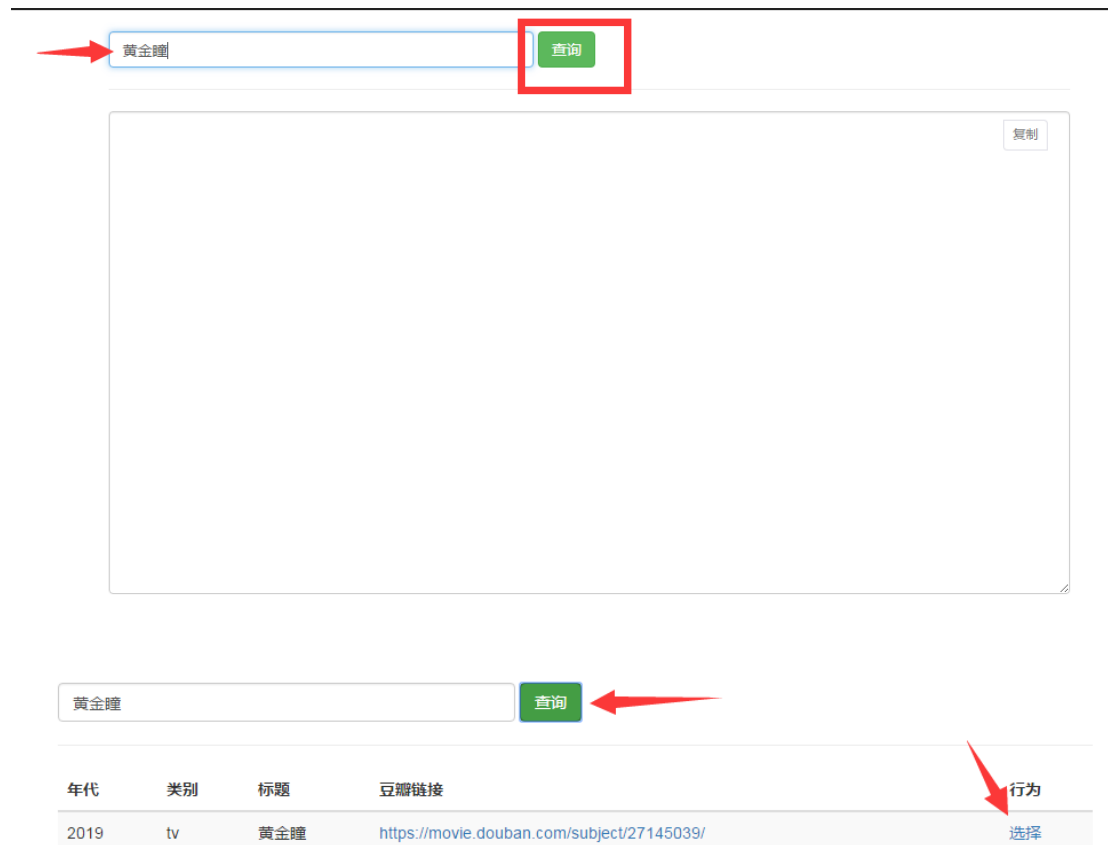 黄金瞳 查询
复制
黄金瞳 查询
年代 类别 标题 豆瓣链接 行为
2019 tv 黄金瞳 https://movie.douban.com/subject/27145039/ 选择